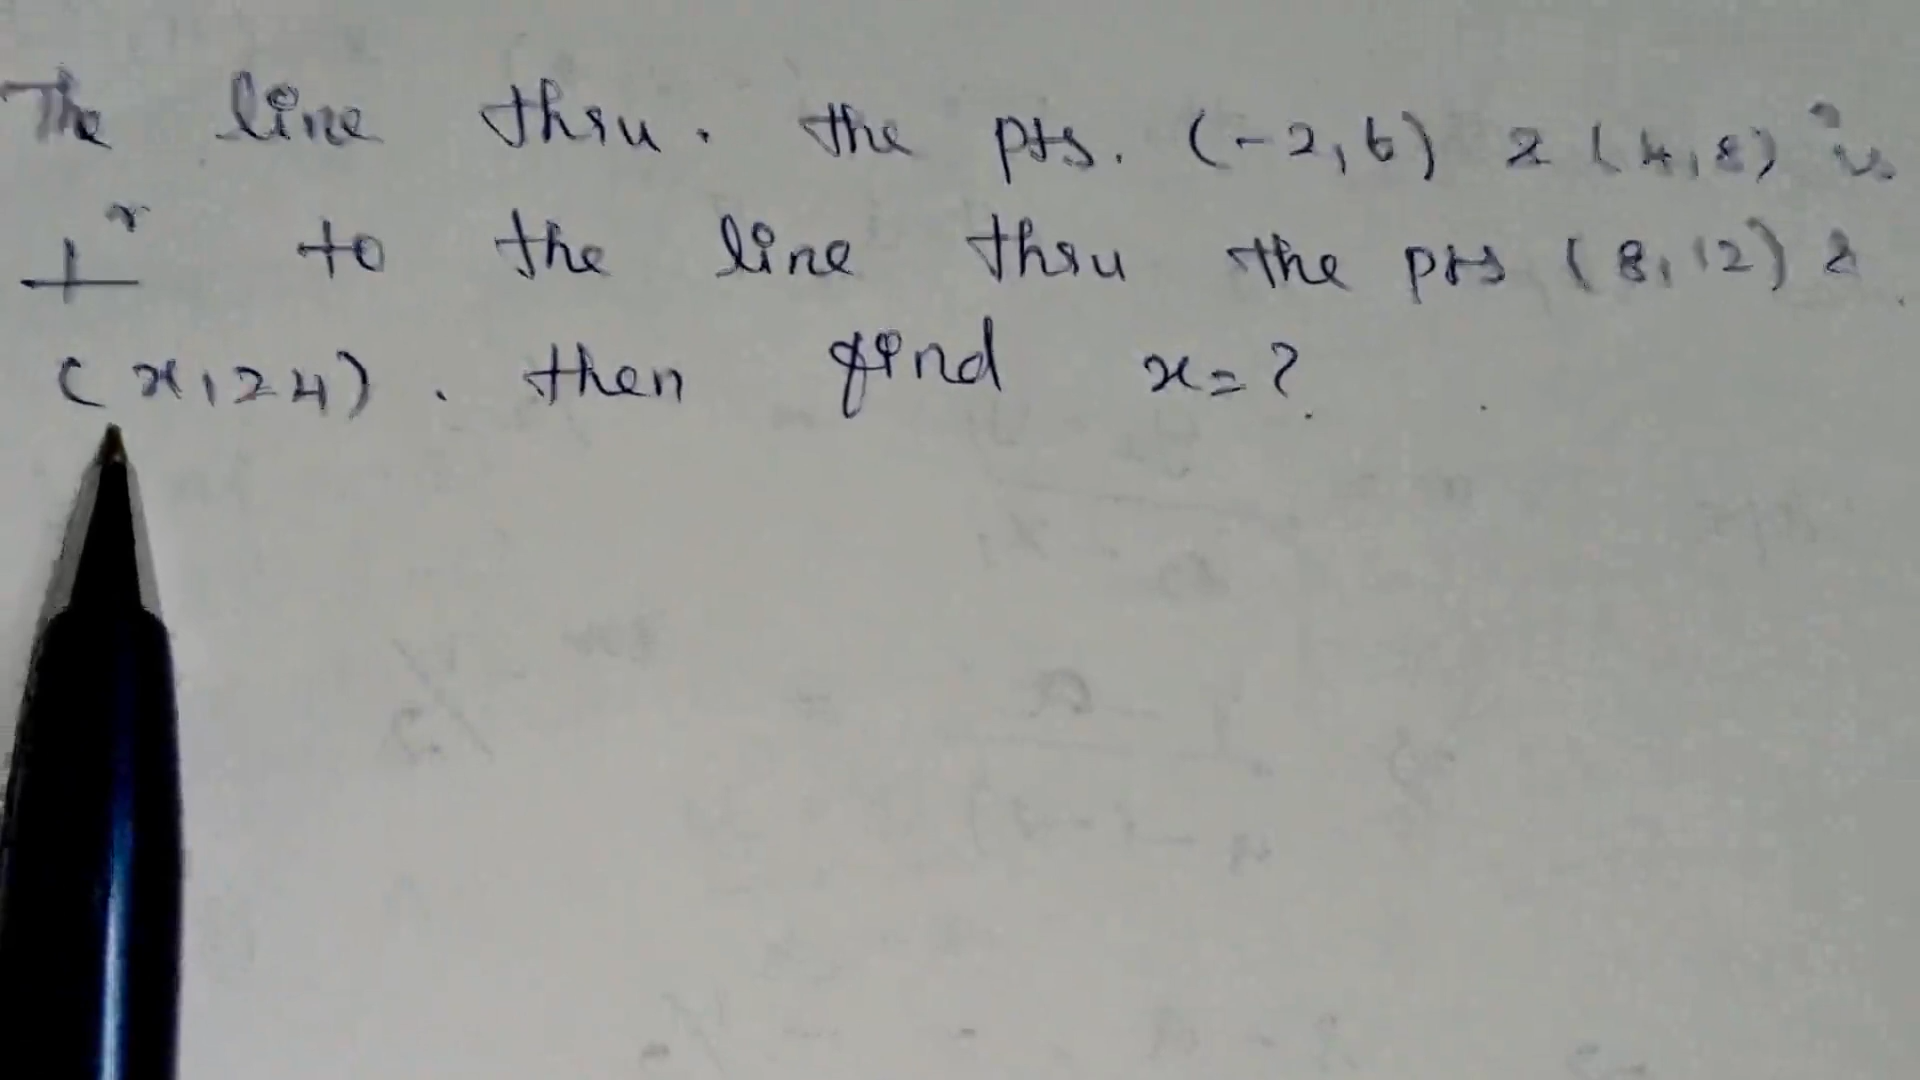 The line thru. the pts. (-2,6) & (4,8) is
⊥r to the line thru the pts (8,12) &
(x,24). then find x=?